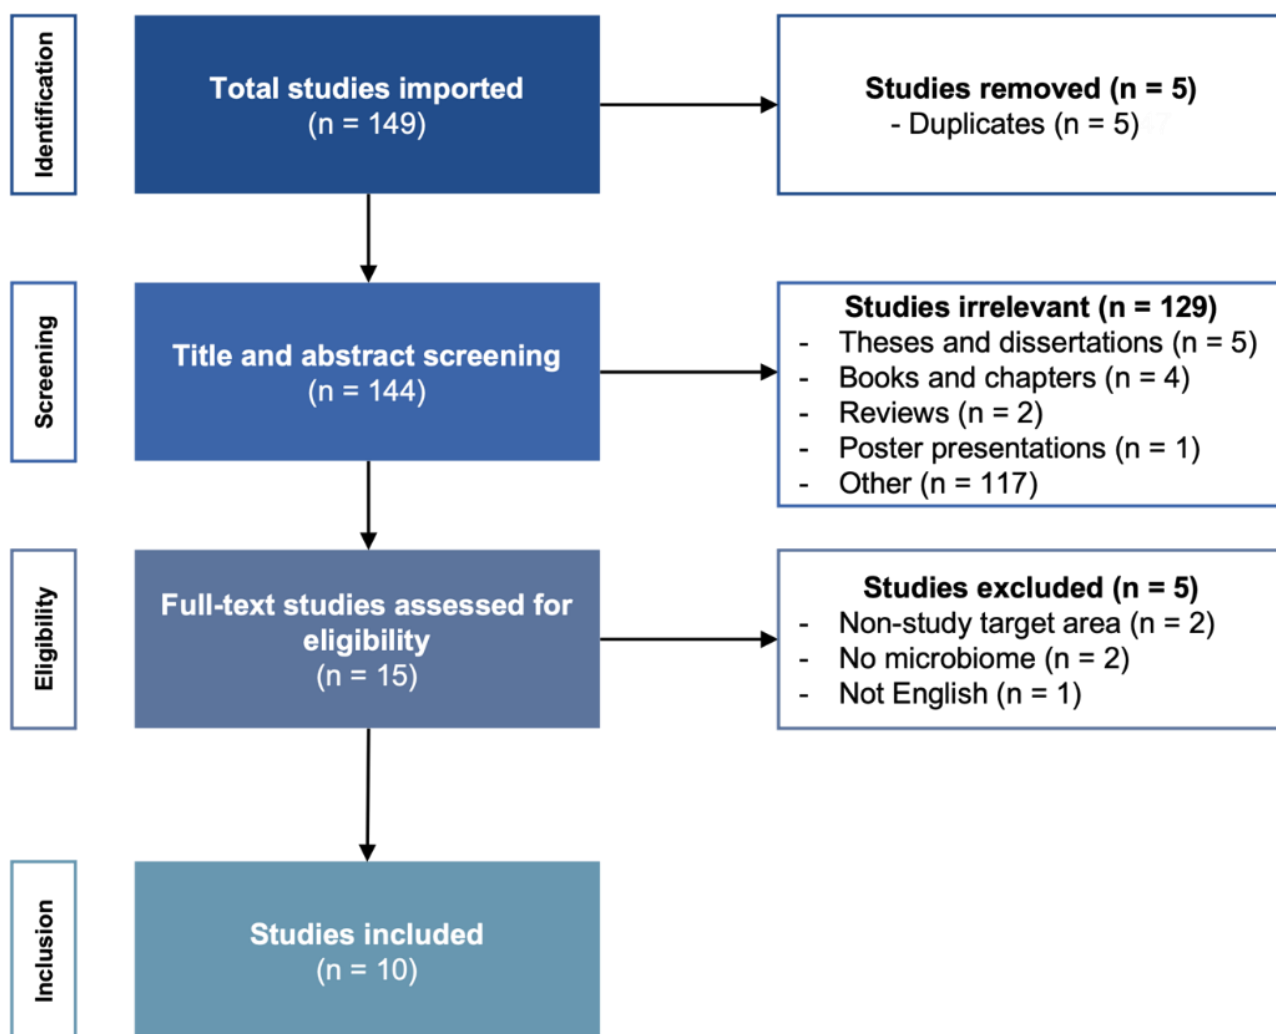 Identification
Total studies imported
(n = 149)
Studies removed (n = 5)
- Duplicates (n = 5)
Screening
Title and abstract screening
(n = 144)
Studies irrelevant (n = 129)
- Theses and dissertations (n = 5)
- Books and chapters (n = 4)
- Reviews (n = 2)
- Poster presentations (n = 1)
- Other (n = 117)
Eligibility
Full-text studies assessed for
eligibility
(n = 15)
Studies excluded (n = 5)
- Non-study target area (n = 2)
- No microbiome (n = 2)
- Not English (n = 1)
Inclusion
Studies included
(n = 10)